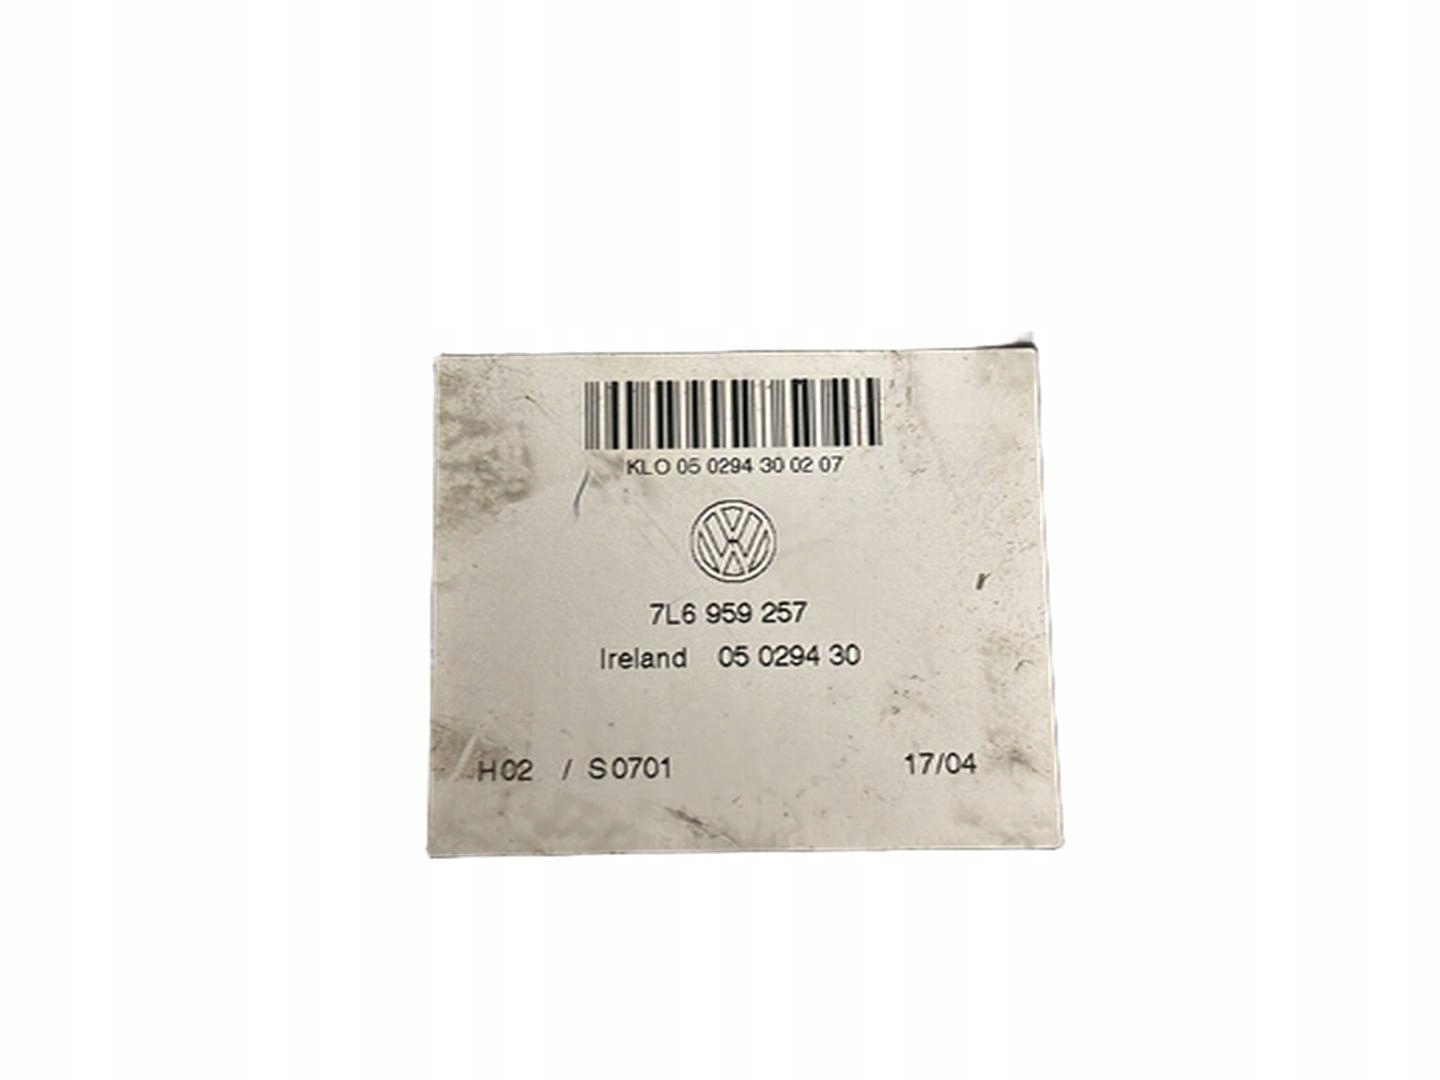 KLO 05 0294 30 02 07
7L6 959 257
Ireland 05 0294 30
H02 / S0701 17/04